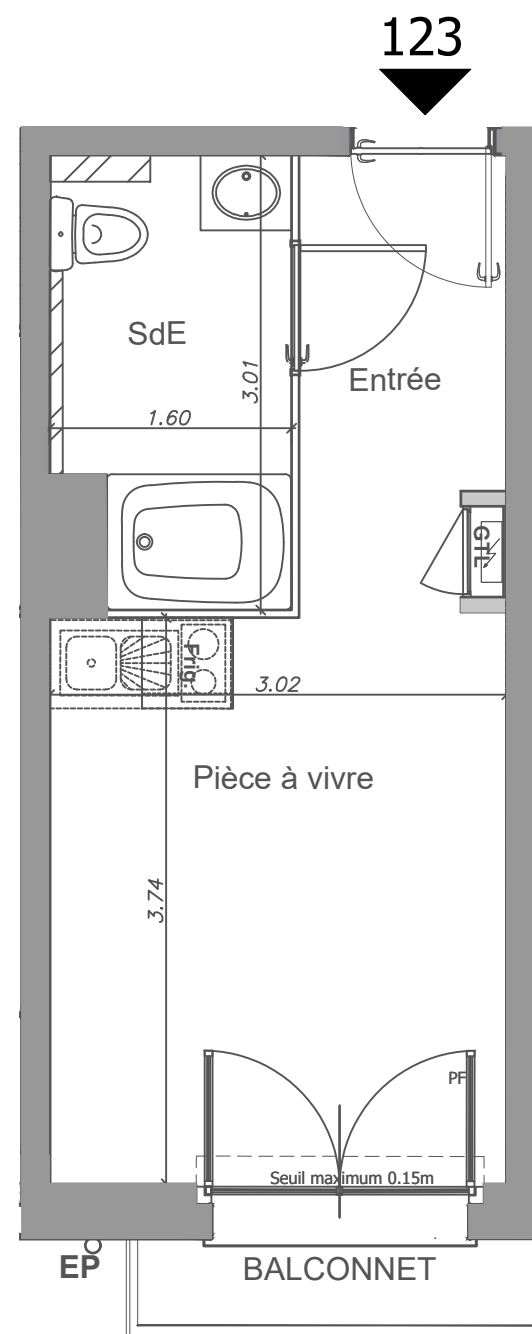 123
SdE
Entrée
3.01
1.60
GTL
Frig.
3.02
Pièce à vivre
3.74
PF
Seuil maximum 0.15m
EP
BALCONNET